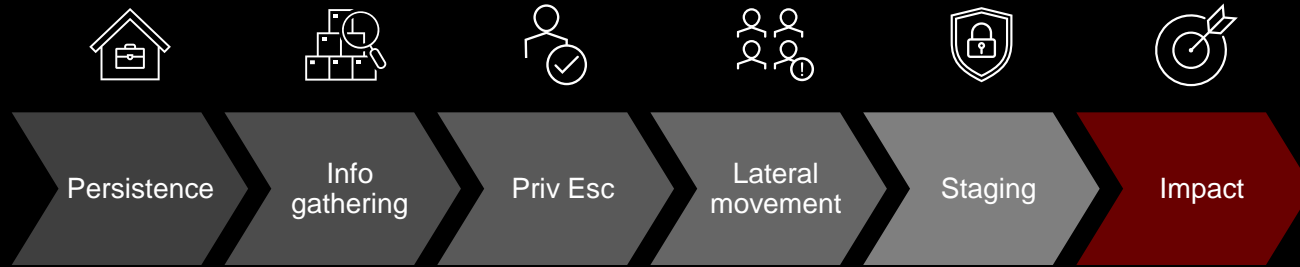 Persistence
Info
gathering
Priv Esc
Lateral
movement
Staging
Impact